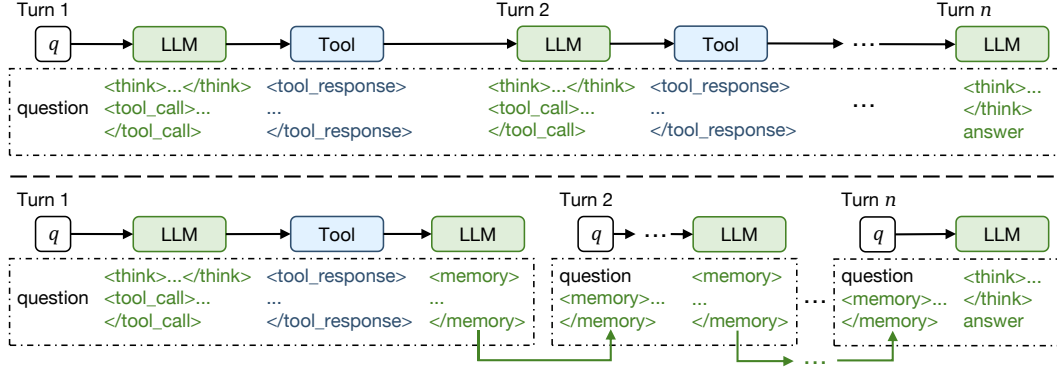 Turn 1 Turn 2 Turn n
q LLM Tool LLM Tool ... LLM
question <think>...</think> <tool_response> <think>...</think> <tool_response> ... <think>...
<tool_call>... ... <tool_call>... ... </think>
</tool_call> </tool_response> </tool_call> </tool_response> answer
Turn 1 Turn 2 Turn n
q LLM Tool LLM q ... LLM q LLM
question <think>...</think> <tool_response> <memory> question <memory> ... question <think>...
<tool_call>... ... ... <memory>... ... <memory>... </think>
</tool_call> </tool_response> </memory> </memory> </memory> </memory> answer
...